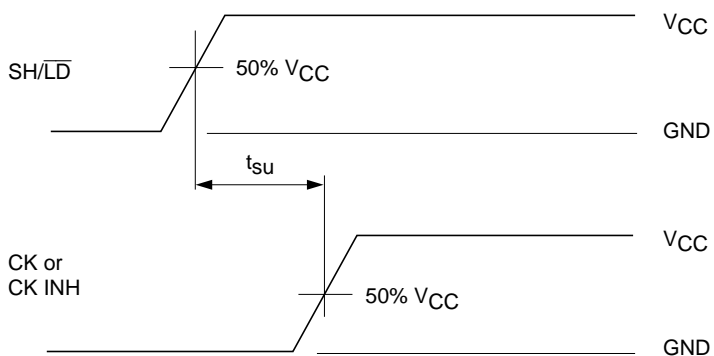 VCC
SH/LD
50% VCC
GND
tsu
VCC
CK or
CK INH
50% VCC
GND